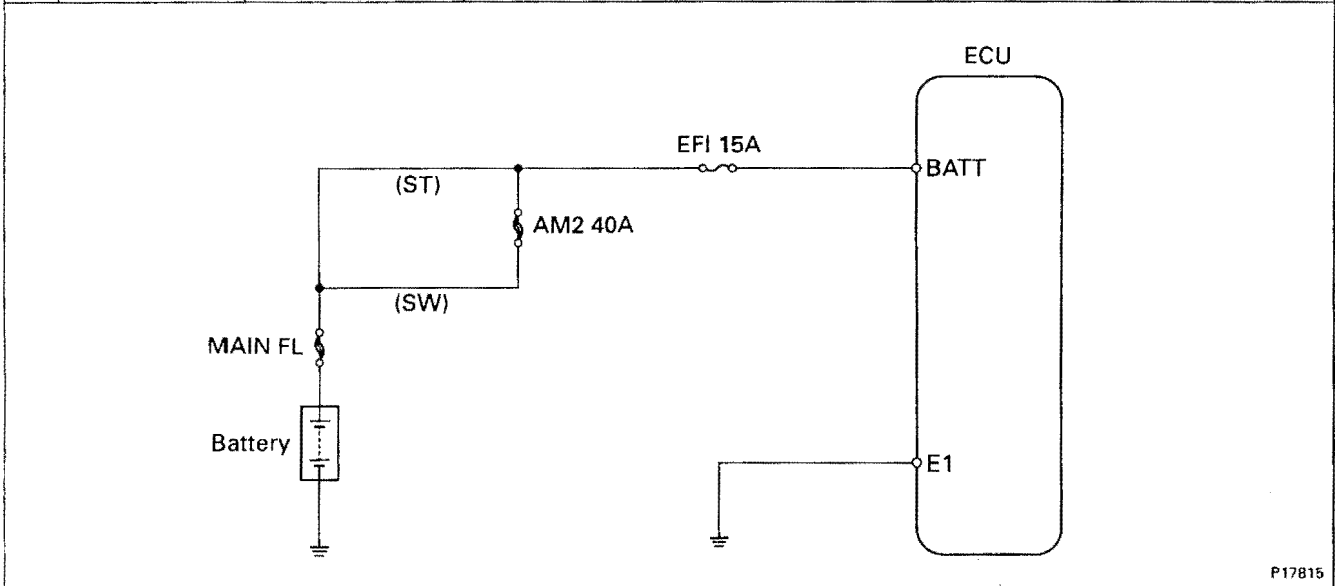 ECU
EFI 15A
BATT
(ST)
AM2 40A
(SW)
MAIN FL
Battery
E1
P17815